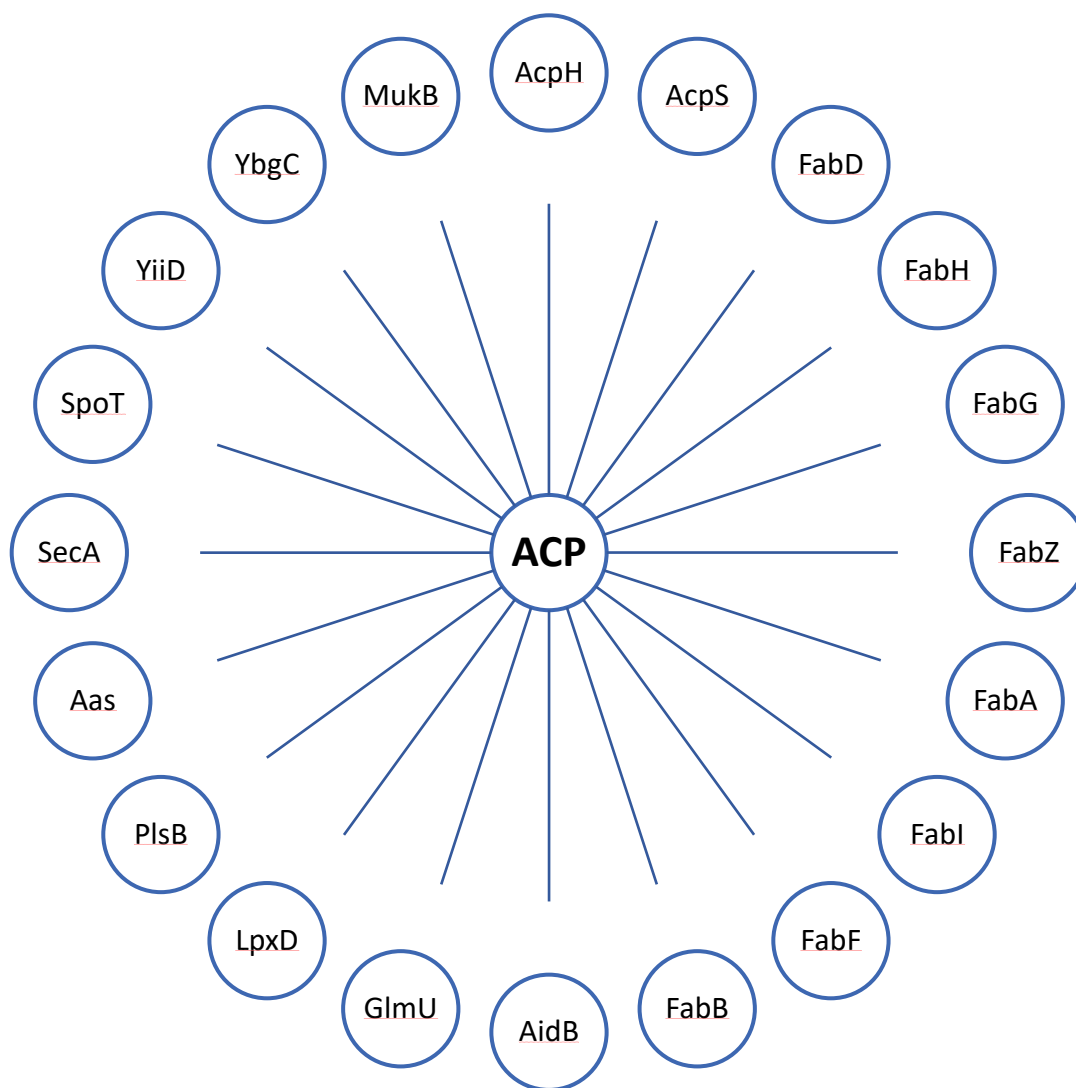 AcpH
MukB
AcpS
YbgC
FabD
YiiD
FabH
SpoT
FabG
SecA
ACP
FabZ
Aas
FabA
PlsB
FabI
LpxD
FabF
GlmU
FabB
AidB